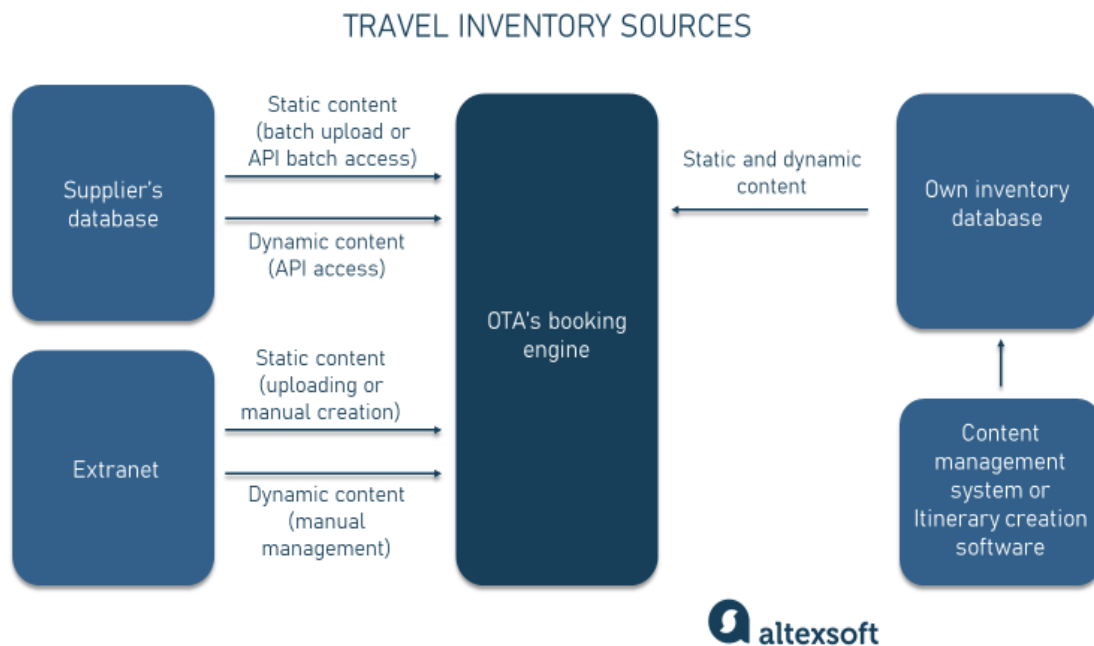 TRAVEL INVENTORY SOURCES
Supplier's
database
Static content
(batch upload or
API batch access)
Dynamic content
(API access)
Extranet
Static content
(uploading or
manual creation)
Dynamic content
(manual
management)
OTA's booking
engine
Static and dynamic
content
Own inventory
database
Content
management
system or
Itinerary creation
software
altexsoft